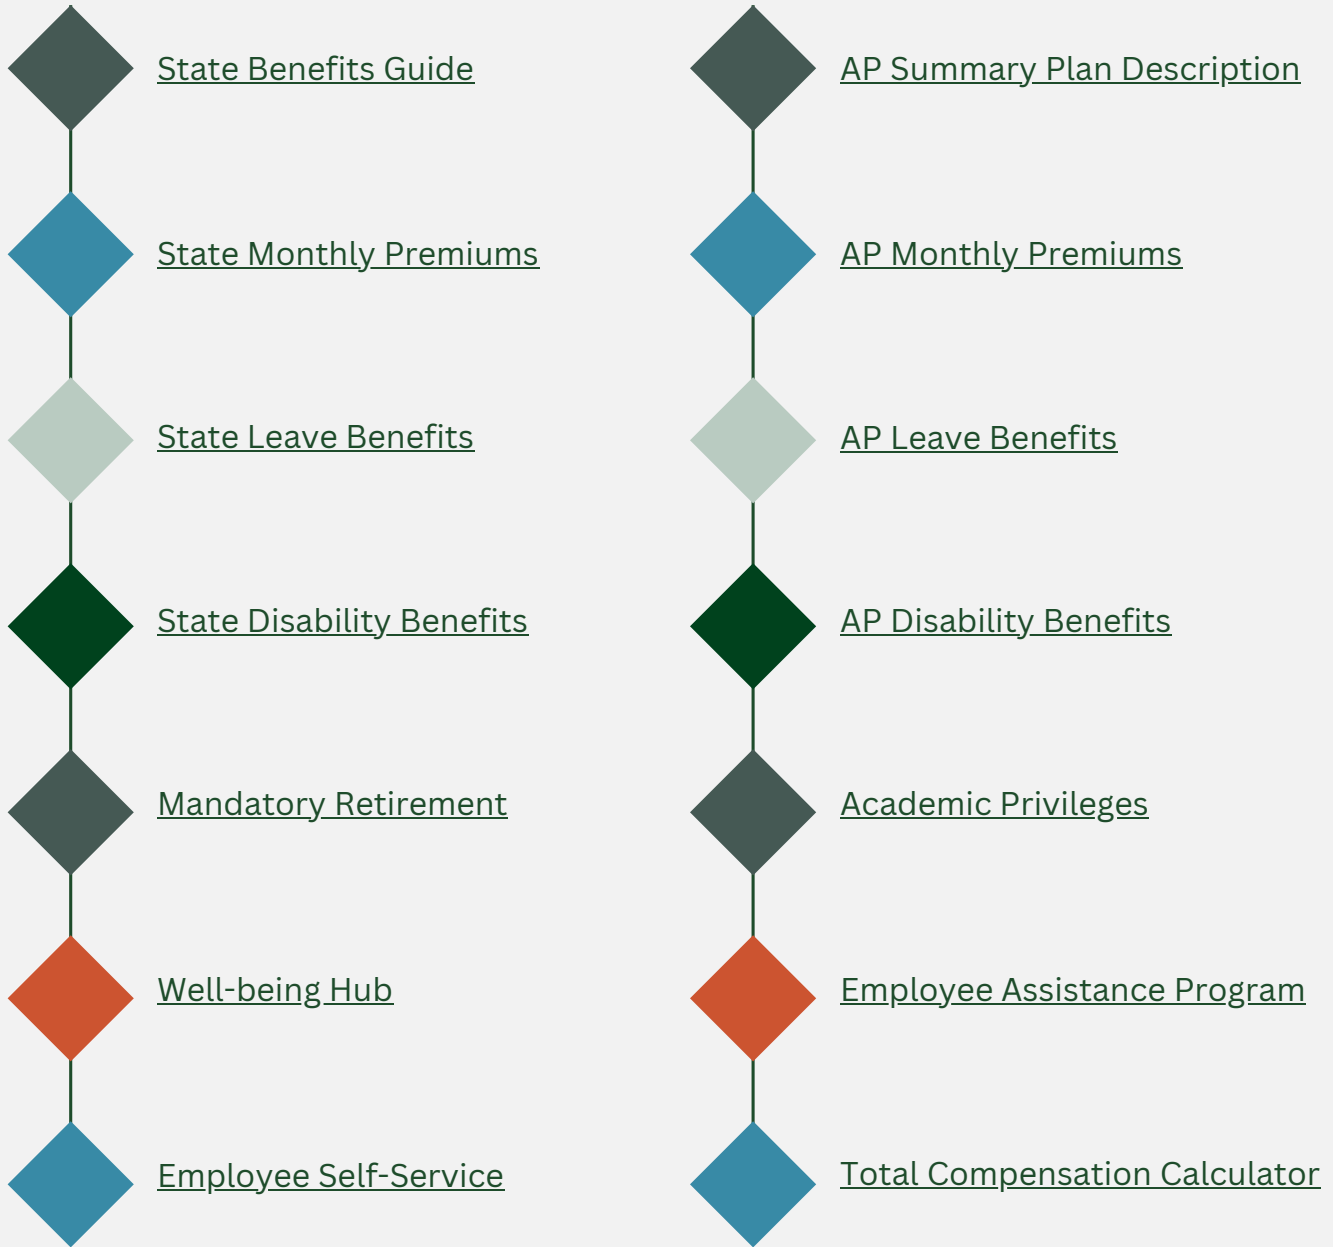 State Benefits Guide
State Monthly Premiums
State Leave Benefits
State Disability Benefits
Mandatory Retirement
Well-being Hub
Employee Self-Service
AP Summary Plan Description
AP Monthly Premiums
AP Leave Benefits
AP Disability Benefits
Academic Privileges
Employee Assistance Program
Total Compensation Calculator